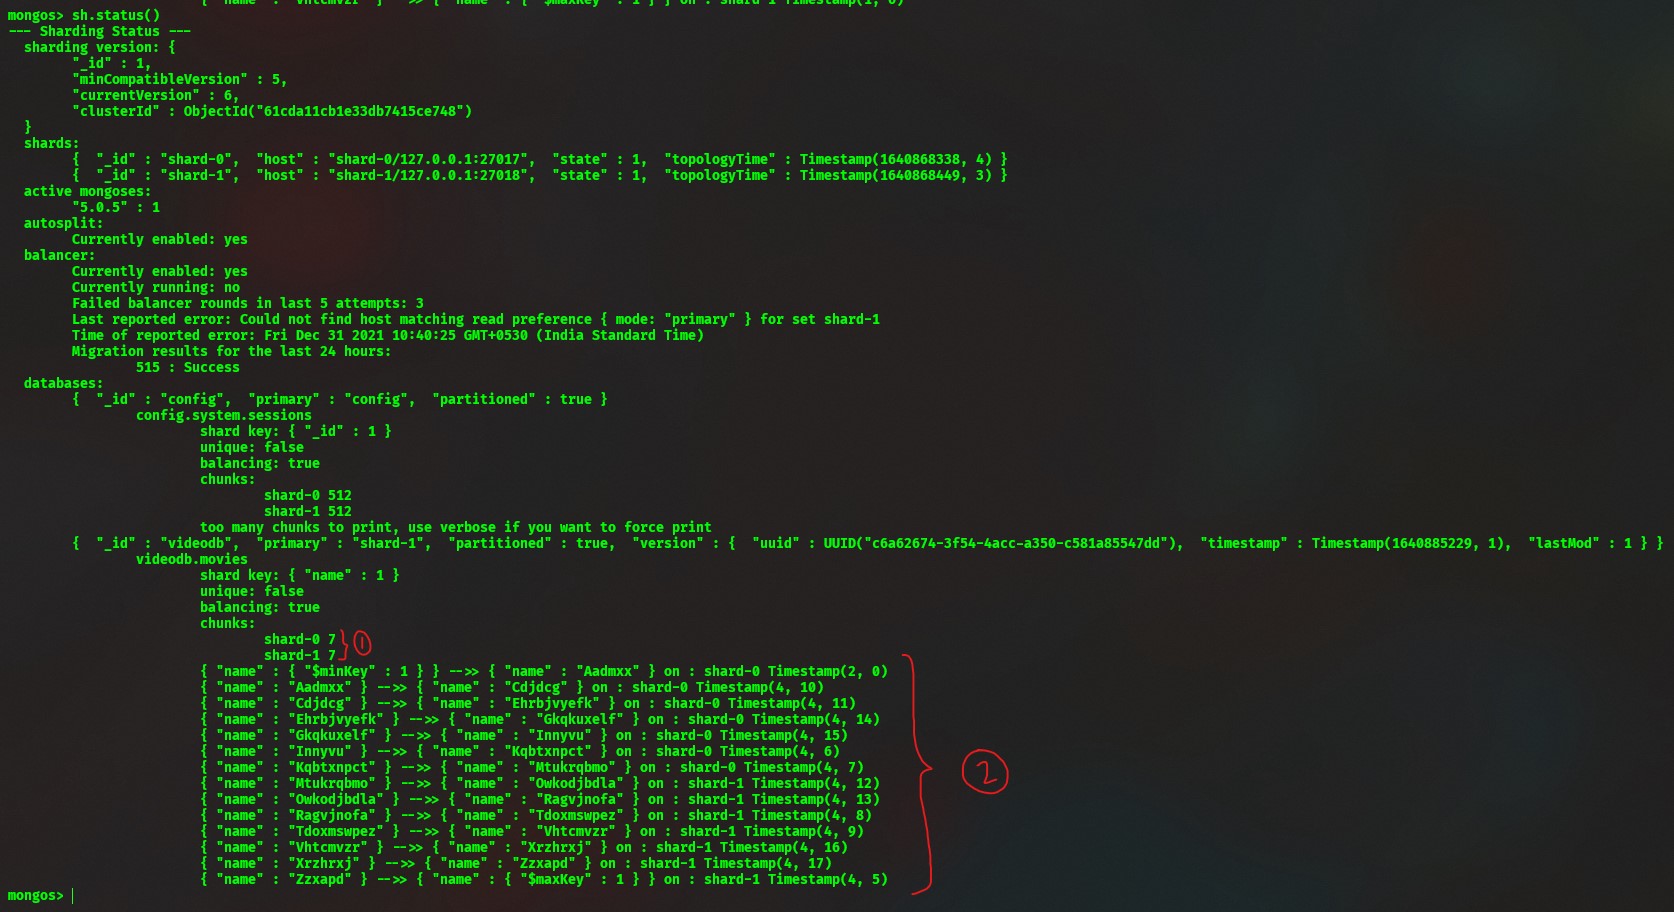 { "name" : "Vhtcmvzr" } -->> { "name" : { "$maxKey" : 1 } } on : shard-1 Timestamp(1, 0)
mongos> sh.status()
--- Sharding Status ---
sharding version: {
"_id" : 1,
"minCompatibleVersion" : 5,
"currentVersion" : 6,
"clusterId" : ObjectId("61cda11cb1e33db7415ce748")
}
shards:
{ "_id" : "shard-0", "host" : "shard-0/127.0.0.1:27017", "state" : 1, "topologyTime" : Timestamp(1640868338, 4) }
{ "_id" : "shard-1", "host" : "shard-1/127.0.0.1:27018", "state" : 1, "topologyTime" : Timestamp(1640868449, 3) }
active mongoses:
"5.0.5" : 1
autosplit:
Currently enabled: yes
balancer:
Currently enabled: yes
Currently running: no
Failed balancer rounds in last 5 attempts: 3
Last reported error: Could not find host matching read preference { mode: "primary" } for set shard-1
Time of reported error: Fri Dec 31 2021 10:40:25 GMT+0530 (India Standard Time)
Migration results for the last 24 hours:
515 : Success
databases:
{ "_id" : "config", "primary" : "config", "partitioned" : true }
config.system.sessions
shard key: { "_id" : 1 }
unique: false
balancing: true
chunks:
shard-0 512
shard-1 512
too many chunks to print, use verbose if you want to force print
{ "_id" : "videodb", "primary" : "shard-1", "partitioned" : true, "version" : { "uuid" : UUID("c6a62674-3f54-4acc-a350-c581a85547dd"), "timestamp" : Timestamp(1640885229, 1), "lastMod" : 1 } }
videodb.movies
shard key: { "name" : 1 }
unique: false
balancing: true
chunks:
shard-0 7
shard-1 7
1
{ "name" : { "$minKey" : 1 } } -->> { "name" : "Aadmxx" } on : shard-0 Timestamp(2, 0)
{ "name" : "Aadmxx" } -->> { "name" : "Cdjdcg" } on : shard-0 Timestamp(4, 10)
{ "name" : "Cdjdcg" } -->> { "name" : "Ehrbjvyefk" } on : shard-0 Timestamp(4, 11)
{ "name" : "Ehrbjvyefk" } -->> { "name" : "Gkqkuxelf" } on : shard-0 Timestamp(4, 14)
{ "name" : "Gkqkuxelf" } -->> { "name" : "Innyvu" } on : shard-0 Timestamp(4, 15)
{ "name" : "Innyvu" } -->> { "name" : "Kqbtxnpct" } on : shard-0 Timestamp(4, 6)
{ "name" : "Kqbtxnpct" } -->> { "name" : "Mtukrqbmo" } on : shard-0 Timestamp(4, 7)
{ "name" : "Mtukrqbmo" } -->> { "name" : "Owkodjbdla" } on : shard-1 Timestamp(4, 12)
{ "name" : "Owkodjbdla" } -->> { "name" : "Ragvjnofa" } on : shard-1 Timestamp(4, 13)
{ "name" : "Ragvjnofa" } -->> { "name" : "Tdoxmswpez" } on : shard-1 Timestamp(4, 8)
{ "name" : "Tdoxmswpez" } -->> { "name" : "Vhtcmvzr" } on : shard-1 Timestamp(4, 9)
{ "name" : "Vhtcmvzr" } -->> { "name" : "Xrzhrxj" } on : shard-1 Timestamp(4, 16)
{ "name" : "Xrzhrxj" } -->> { "name" : "Zzxapd" } on : shard-1 Timestamp(4, 17)
{ "name" : "Zzxapd" } -->> { "name" : { "$maxKey" : 1 } } on : shard-1 Timestamp(4, 5)
2
mongos>